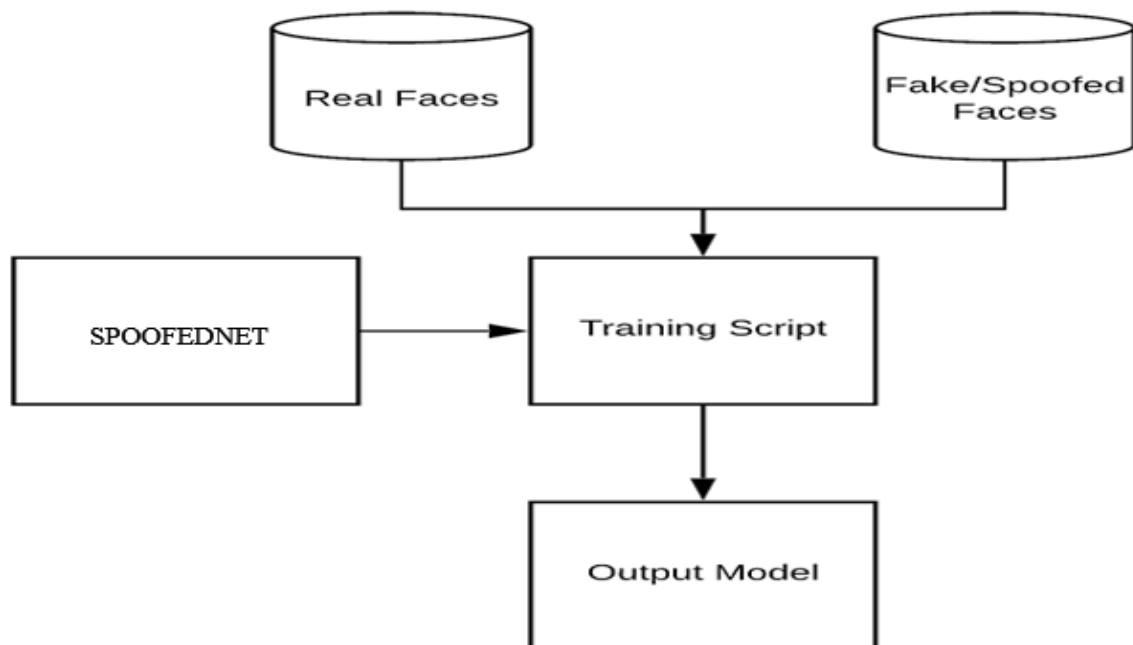 Real Faces
Fake/Spoofed
Faces
SPOOFEDNET
Training Script
Output Model